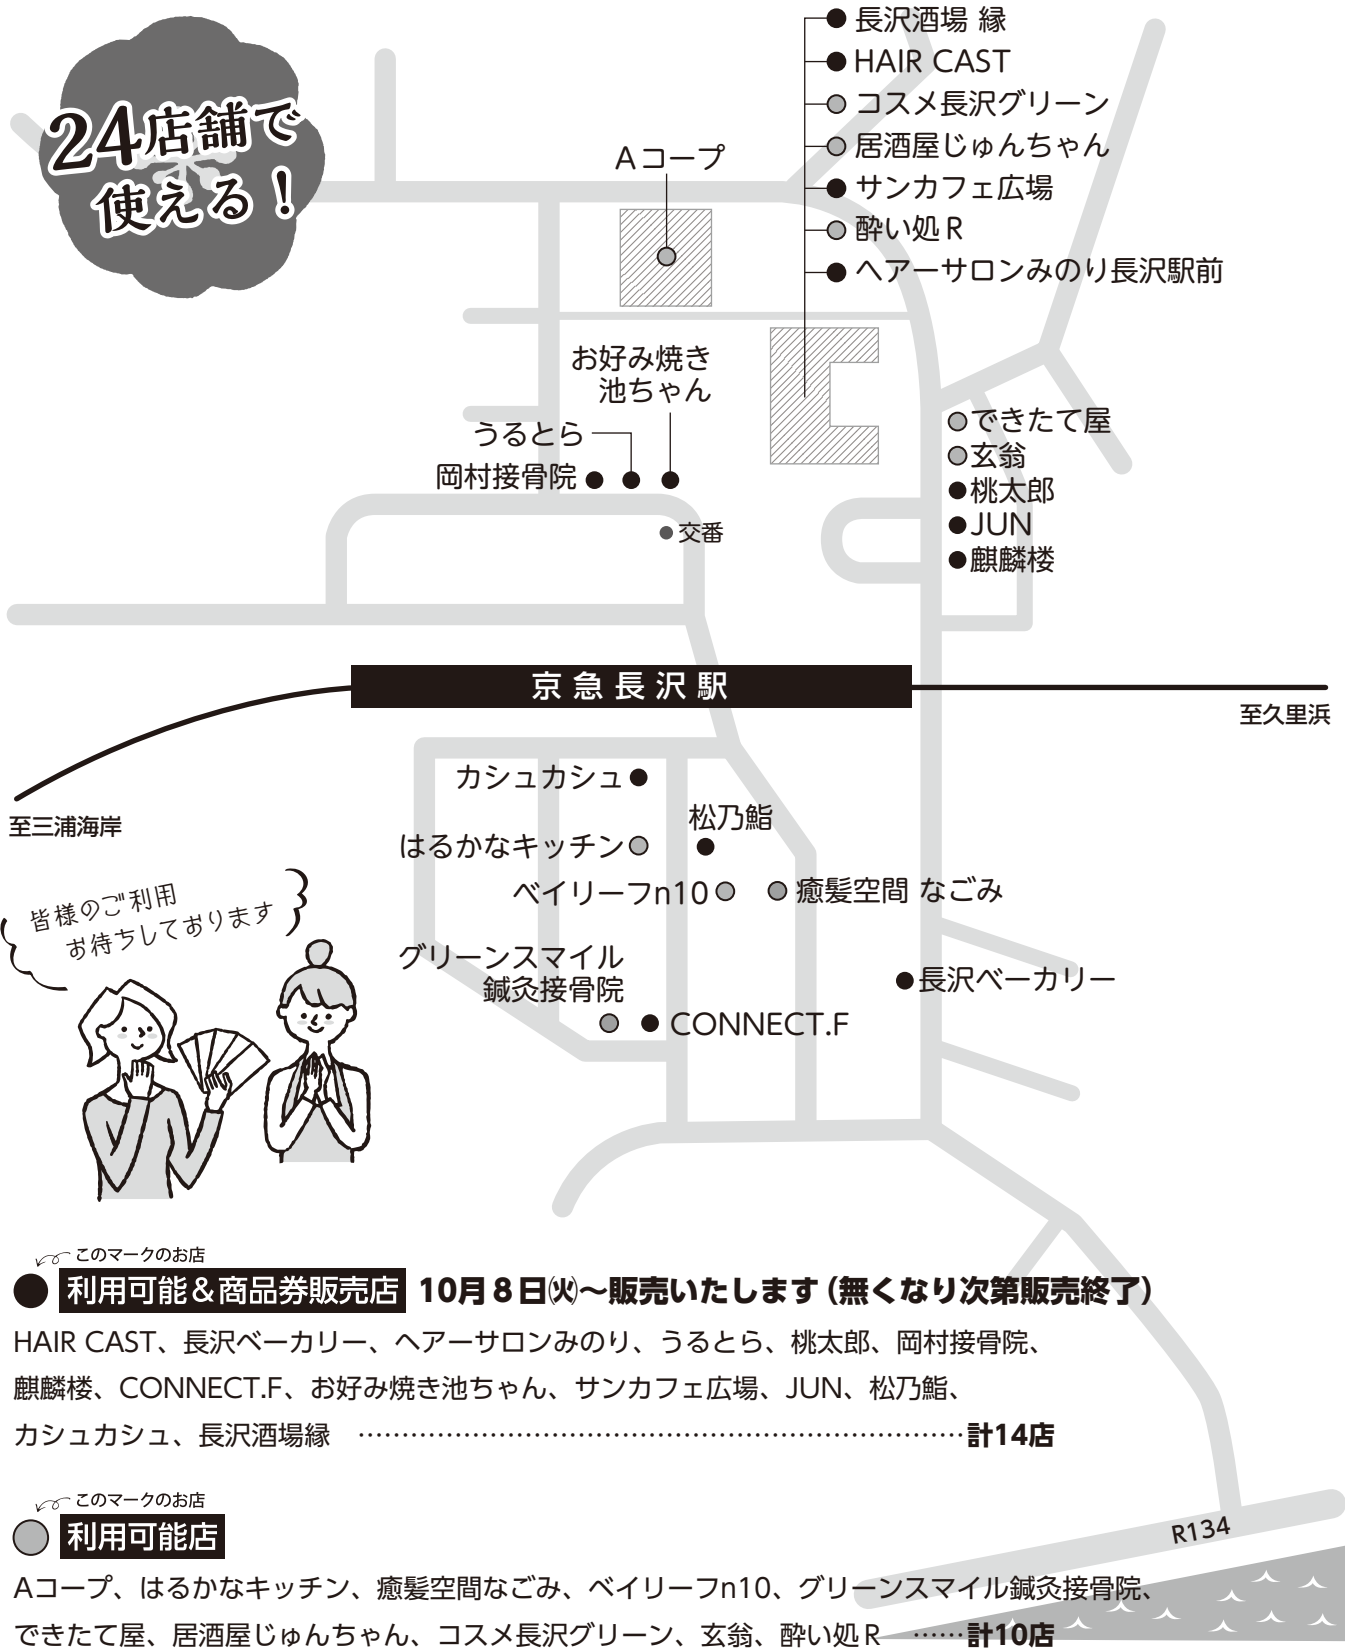 24店舗で
使える！
Aコープ
長沢酒場 縁
HAIR CAST
コスメ長沢グリーン
居酒屋じゅんちゃん
サンカフェ広場
酔い処R
ヘアーサロンみのり長沢駅前
お好み焼き
池ちゃん
うるとら
岡村接骨院
交番
できたて屋
玄翁
桃太郎
JUN
麒麟楼
京急長沢駅
至久里浜
至三浦海岸
カシュカシュ
松乃鮨
はるかなキッチン
ベイリーフn10
癒髪空間 なごみ
グリーンスマイル
鍼灸接骨院
CONNECT.F
長沢ベーカリー
皆様のご利用
お待ちしております
このマークのお店
利用可能＆商品券販売店 10月8日㈫～販売いたします（無くなり次第販売終了）
HAIR CAST、長沢ベーカリー、ヘアーサロンみのり、うるとら、桃太郎、岡村接骨院、
麒麟楼、CONNECT.F、お好み焼き池ちゃん、サンカフェ広場、JUN、松乃鮨、
カシュカシュ、長沢酒場縁 ……………………………………………………………計14店
このマークのお店
利用可能店
R134
Aコープ、はるかなキッチン、癒髪空間なごみ、ベイリーフn10、グリーンスマイル鍼灸接骨院、
できたて屋、居酒屋じゅんちゃん、コスメ長沢グリーン、玄翁、酔い処R ……計10店